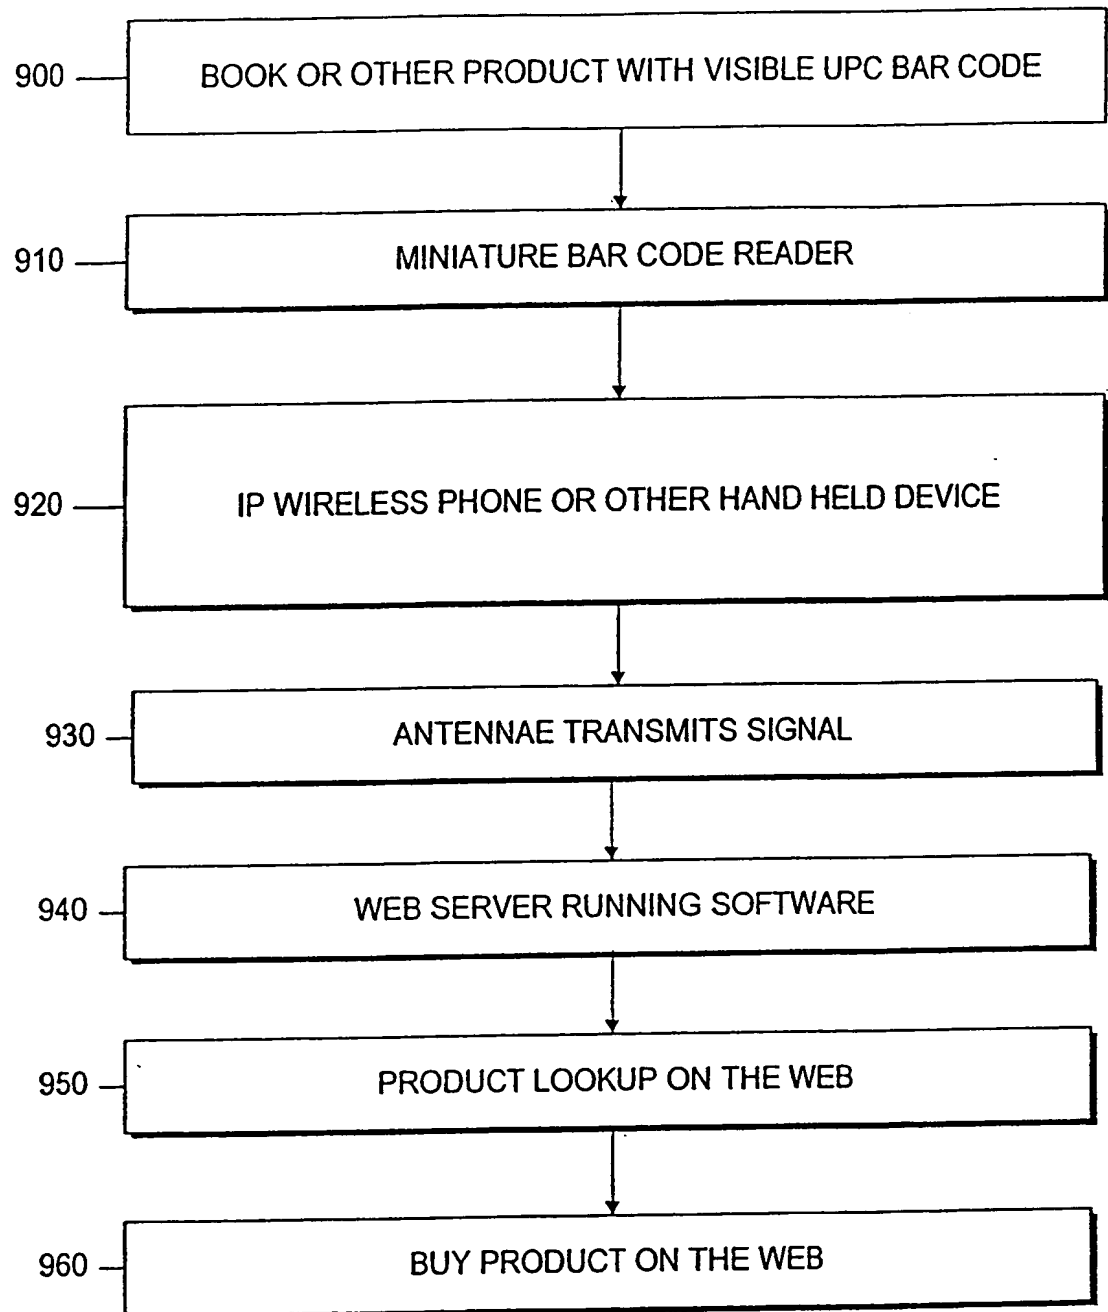 900 BOOK OR OTHER PRODUCT WITH VISIBLE UPC BAR CODE
910 MINIATURE BAR CODE READER
920 IP WIRELESS PHONE OR OTHER HAND HELD DEVICE
930 ANTENNAE TRANSMITS SIGNAL
940 WEB SERVER RUNNING SOFTWARE
950 PRODUCT LOOKUP ON THE WEB
960 BUY PRODUCT ON THE WEB